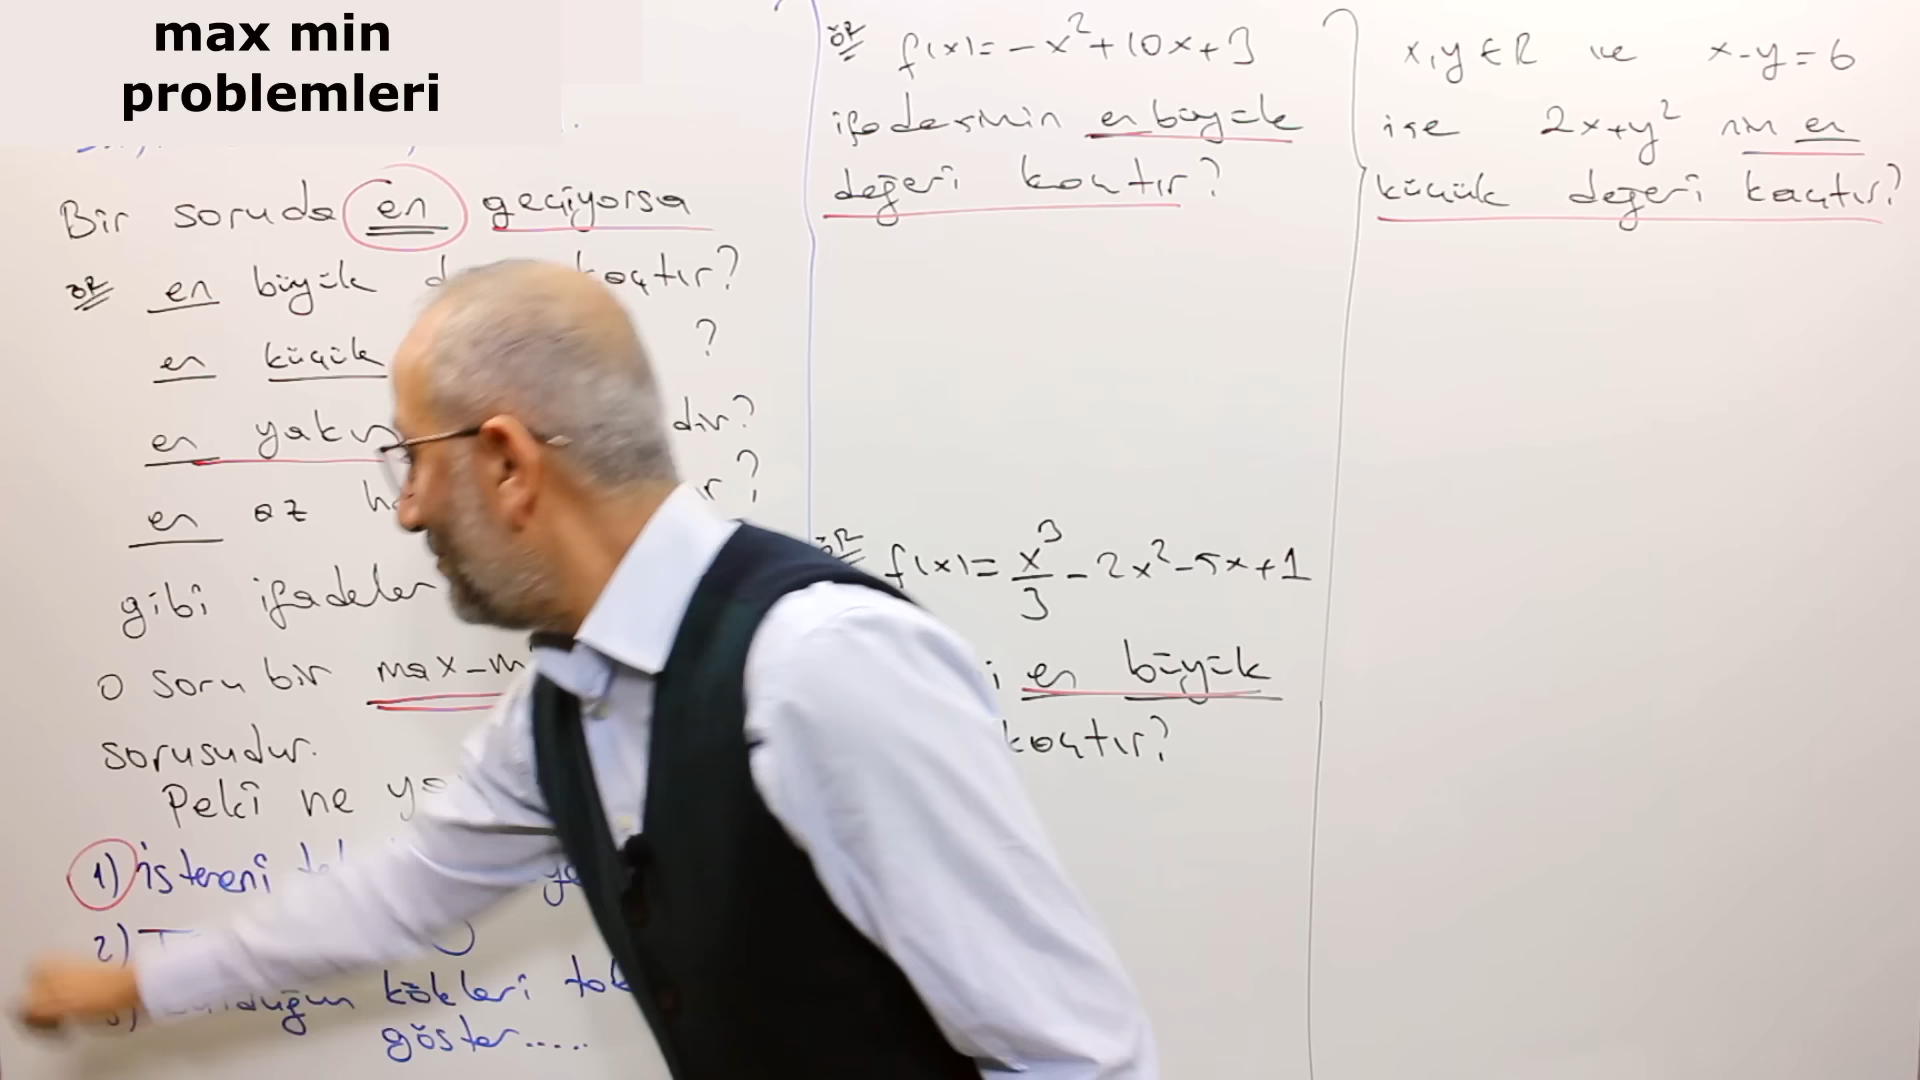 max min
problemleri
Bir soruda en geçiyorsa
ÖR en büyük kaçtır?
en küçük ?
en yakın dır?
en az ?
gibi ifadeler
o soru bir max-m
sorusudur.
Peki ne
1) İsteneni
2)
kökleri
göster.....
ÖR f(x)=-x²+10x+3
ifadesinin en büyük
değeri kaçtır?
ÖR f(x)=x³/3-2x²-5x+1
en büyük
kaçtır?
x,y∈R ve x-y=6
ise 2x+y² nin en
küçük değeri kaçtır?